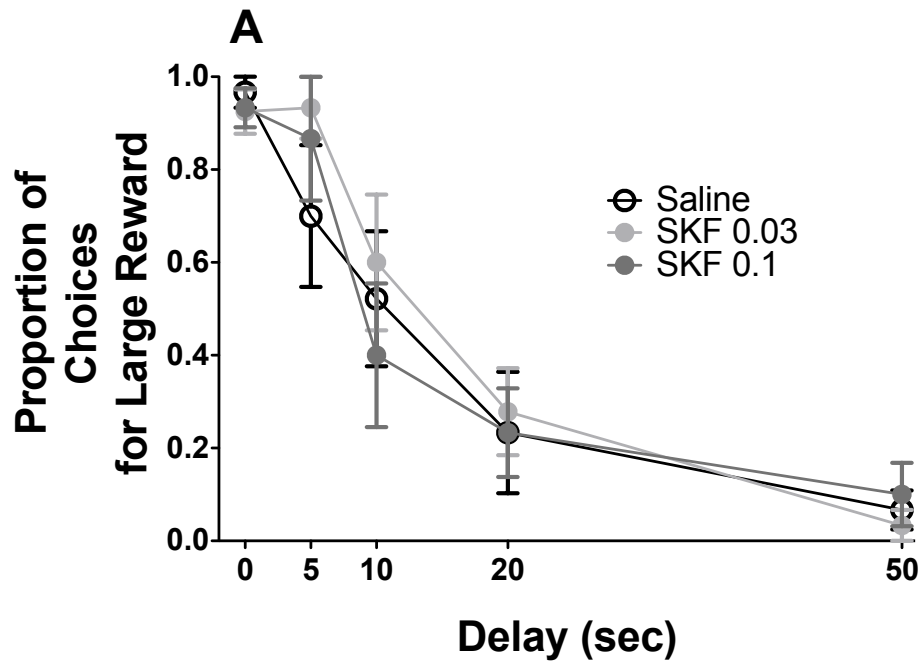 A
Proportion of
Choices
for Large Reward
1.0
0.8
0.6
0.4
0.2
0.0
Saline
SKF 0.03
SKF 0.1
0 5 10 20 50
Delay (sec)